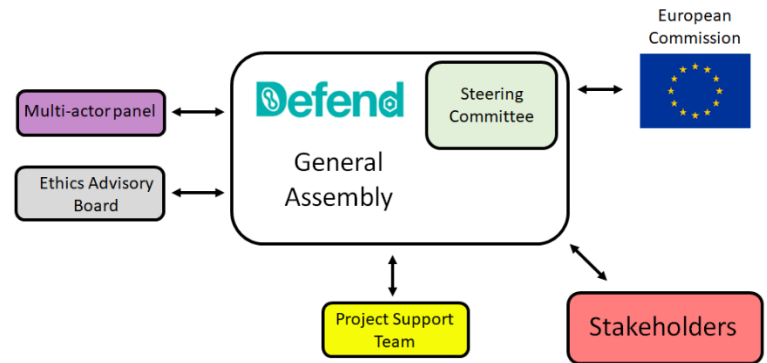 European
Commission
Defend
Steering
Committee
Multi-actor panel
General
Assembly
Ethics Advisory
Board
Project Support
Team
Stakeholders